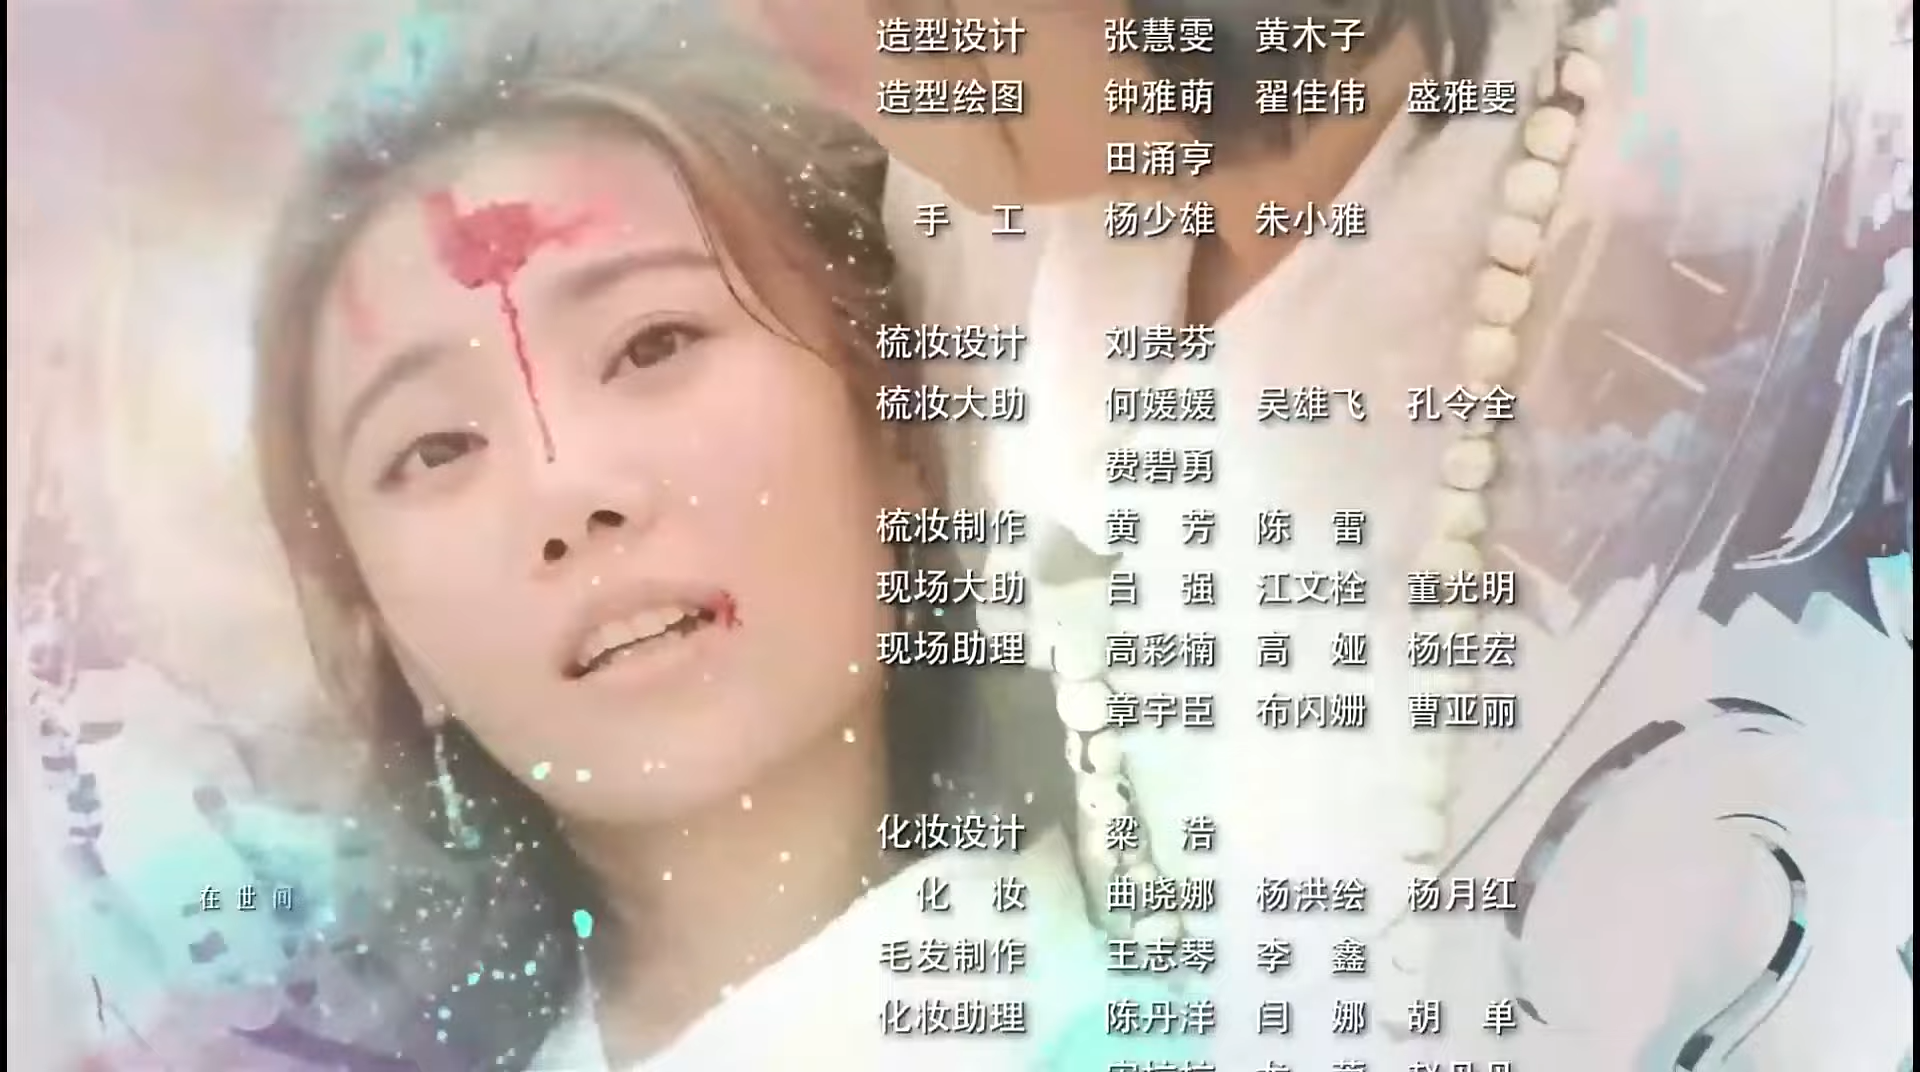 造型设计 张慧雯 黄木子
造型绘图 钟雅萌 翟佳伟 盛雅雯
田涌亨
手 工 杨少雄 朱小雅
梳妆设计 刘贵芬
梳妆大助 何媛媛 吴雄飞 孔令全
费碧勇
梳妆制作 黄 芳 陈 雷
现场大助 吕 强 江文栓 董光明
现场助理 高彩楠 高 娅 杨任宏
章宇臣 布闪姗 曹亚丽
化妆设计 梁 浩
化 妆 曲晓娜 杨洪绘 杨月红
在世间
毛发制作 王志琴 李 鑫
化妆助理 陈丹洋 闫 娜 胡 单